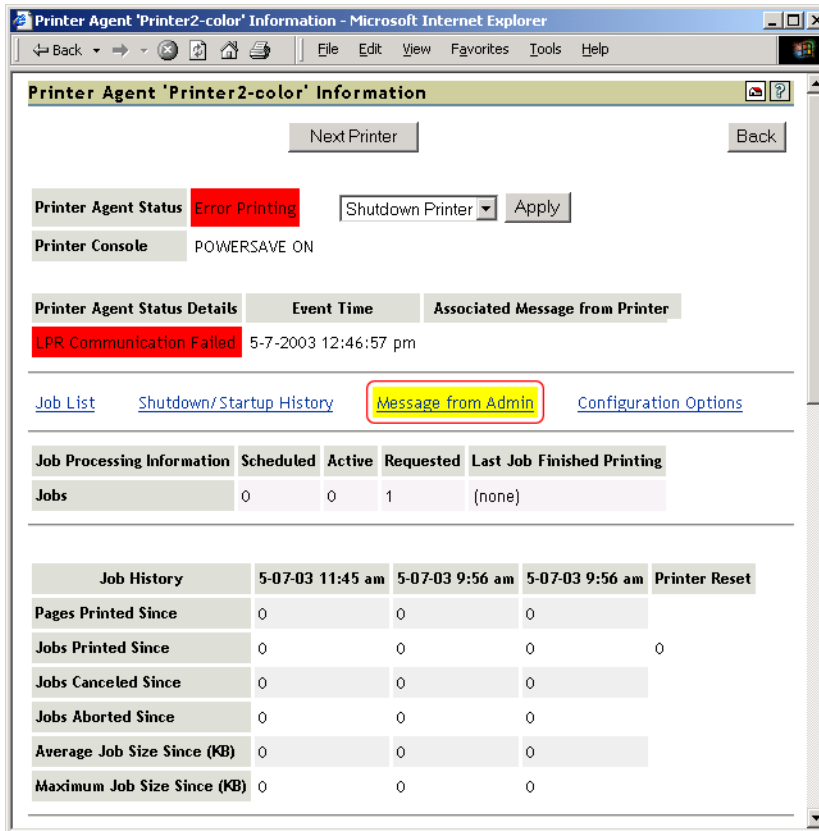 Printer Agent 'Printer2-color' Information - Microsoft Internet Explorer
Back File Edit View Favorites Tools Help
Printer Agent 'Printer2-color' Information ?
Next Printer Back
Printer Agent Status Error Printing Shutdown Printer Apply
Printer Console POWERSAVE ON
Printer Agent Status Details Event Time Associated Message from Printer
LPR Communication Failed 5-7-2003 12:46:57 pm
Job List Shutdown/Startup History Message from Admin Configuration Options
Job Processing Information Scheduled Active Requested Last Job Finished Printing
Jobs 0 0 1 (none)
Job History 5-07-03 11:45 am 5-07-03 9:56 am 5-07-03 9:56 am Printer Reset
Pages Printed Since 0 0 0
Jobs Printed Since 0 0 0 0
Jobs Canceled Since 0 0 0
Jobs Aborted Since 0 0 0
Average Job Size Since (KB) 0 0 0
Maximum Job Size Since (KB) 0 0 0